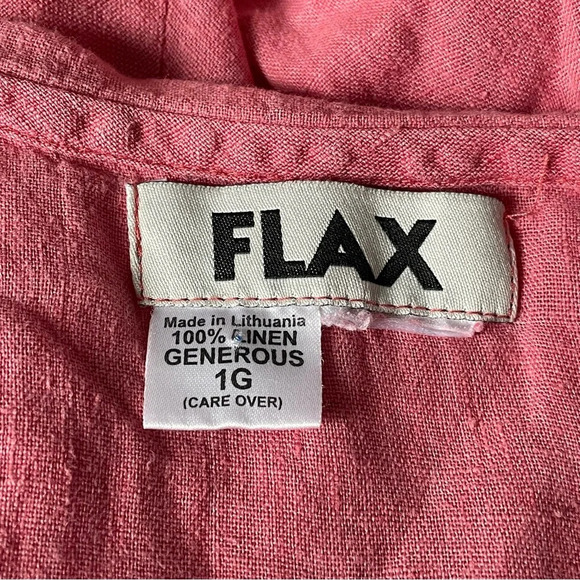 FLAX
Made in Lithuania
100% LINEN
GENEROUS
1G
(CARE OVER)